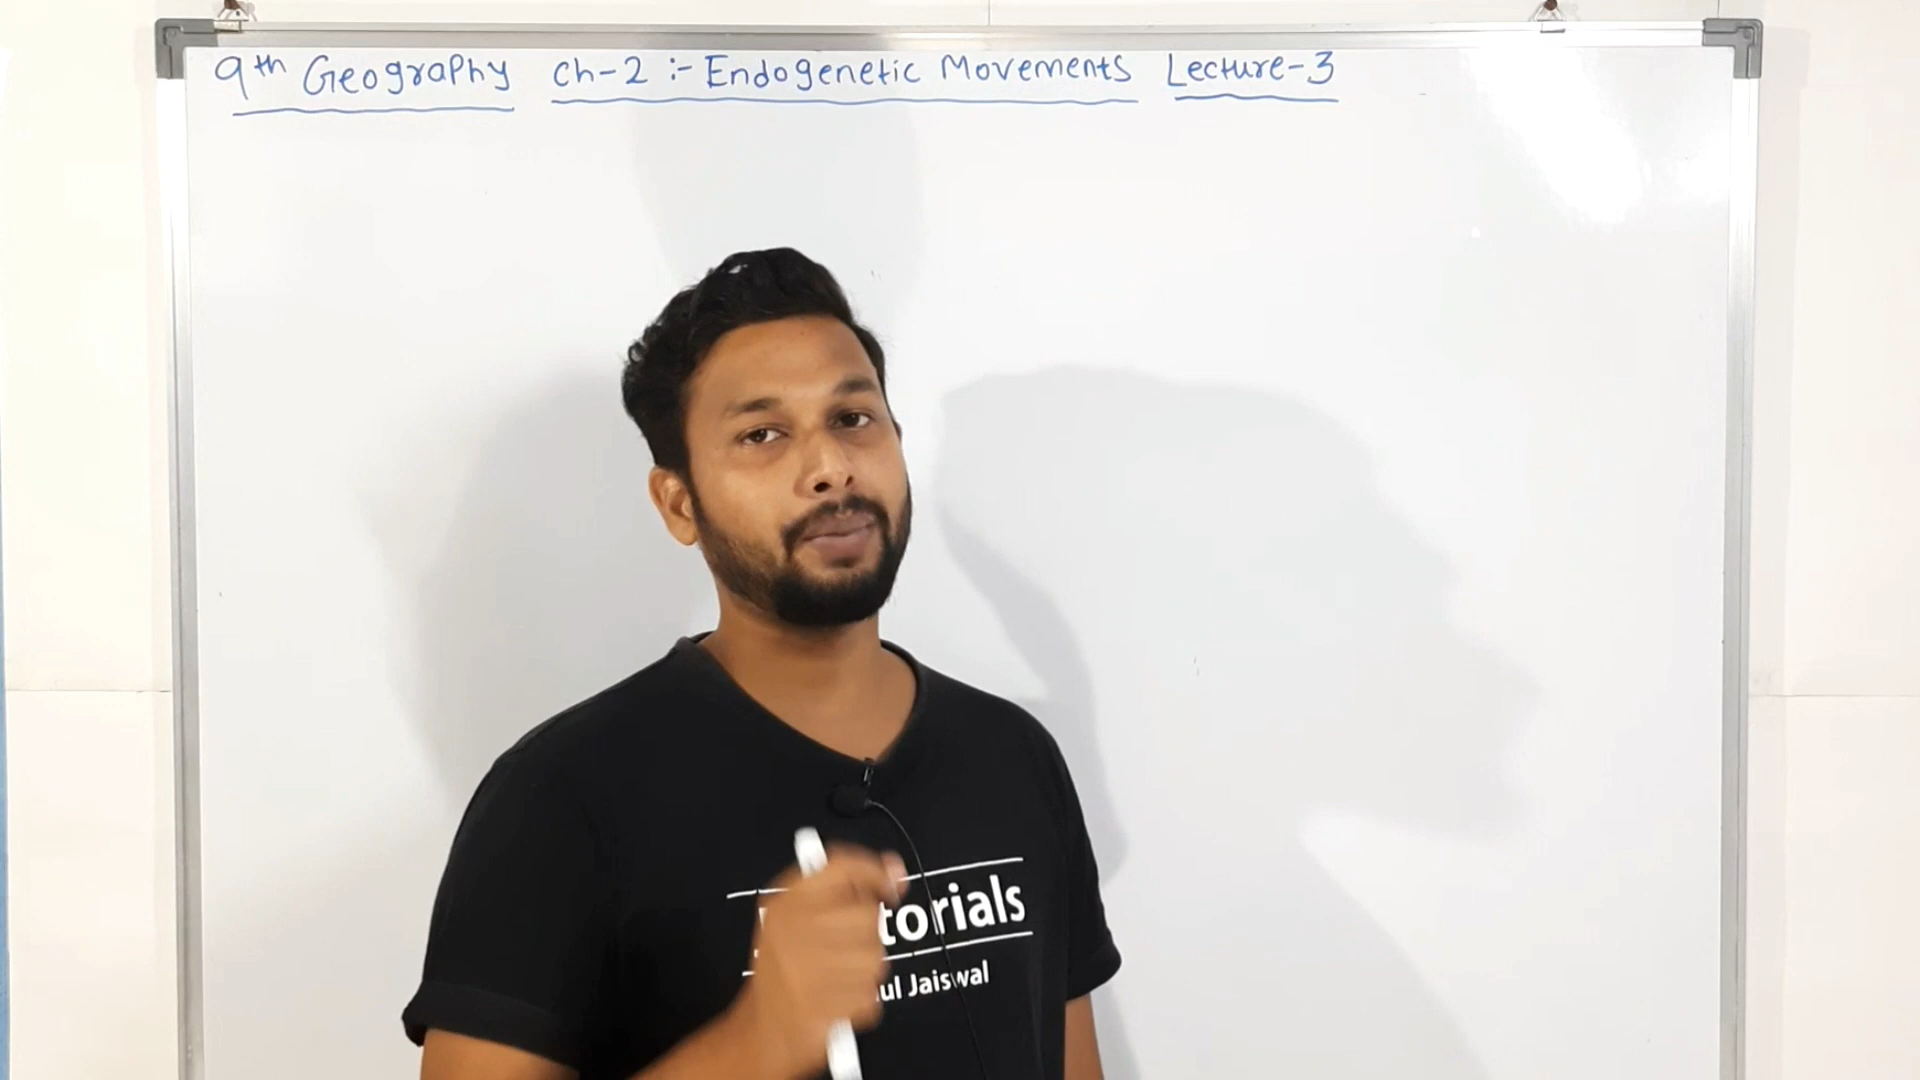 9th Geography ch-2 :- Endogenetic Movements Lecture-3
torials
ul Jaiswal